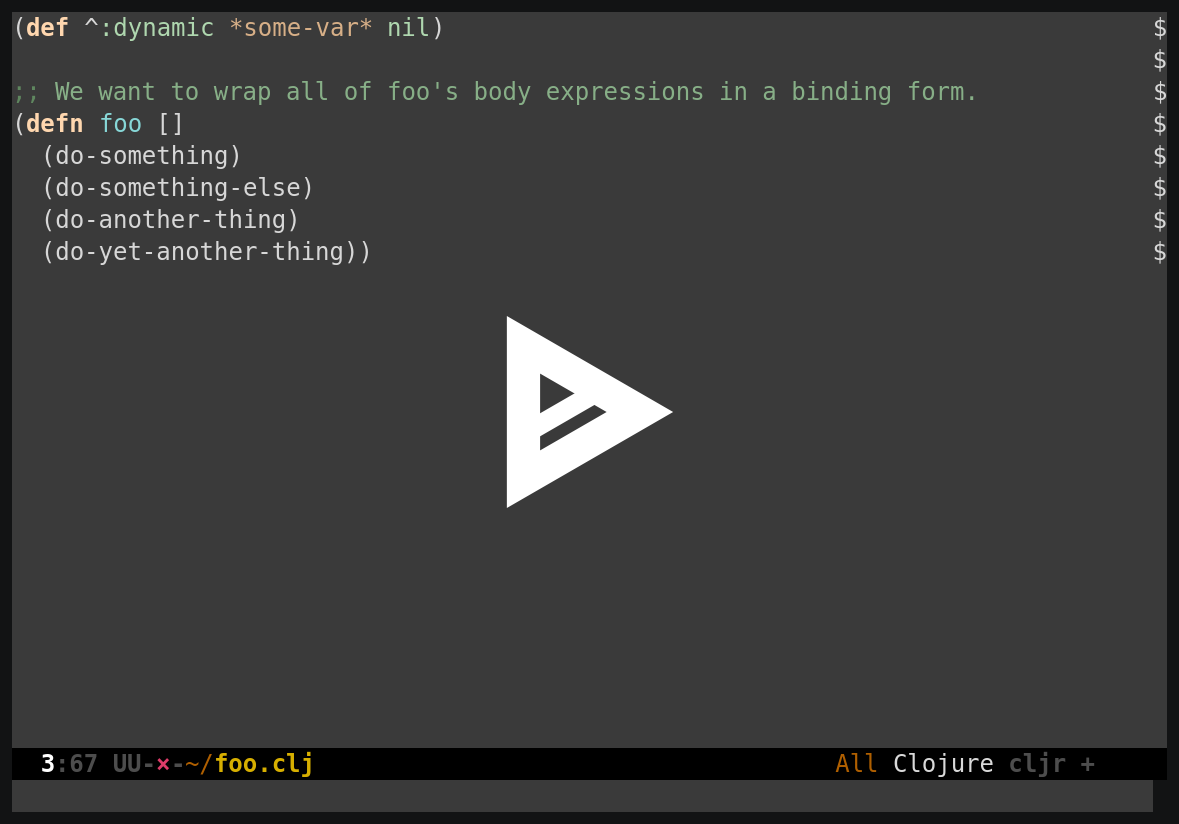 (def ^:dynamic *some-var* nil) $
$
;; We want to wrap all of foo's body expressions in a binding form. $
(defn foo [] $
(do-something) $
(do-something-else) $
(do-another-thing) $
(do-yet-another-thing)) $
3:67 UU-×-~/foo.clj All Clojure cljr +